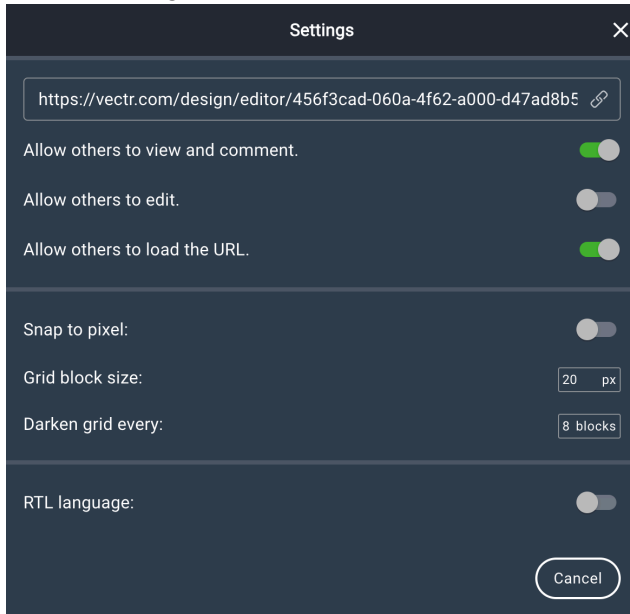 Settings
https://vectr.com/design/editor/456f3cad-060a-4f62-a000-d47ad8b5
Allow others to view and comment.
Allow others to edit.
Allow others to load the URL.
Snap to pixel:
Grid block size:
20 px
Darken grid every:
8 blocks
RTL language:
Cancel